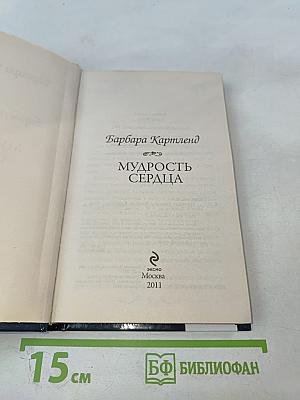 Барбара Картленд
МУДРОСТЬ
СЕРДЦА
ЭКСМО
Москва
2011
15 см
БФ БИБЛИОФАН